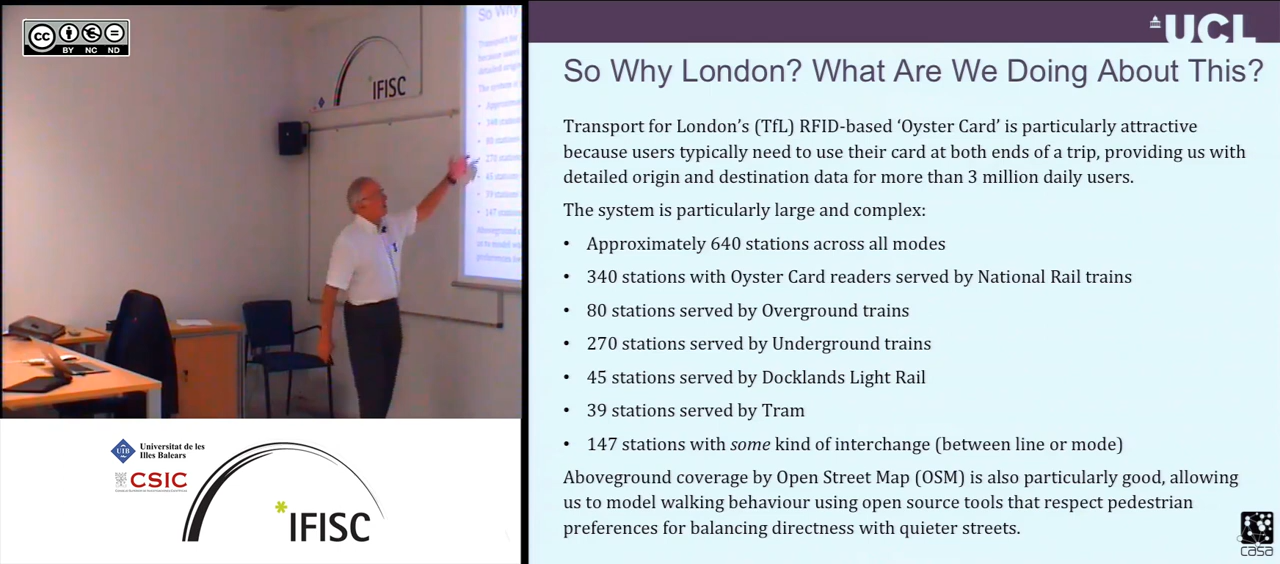 cc
BY NC ND
IFISC
UCL
So Why London? What Are We Doing About This?
Transport for London's (TfL) RFID-based ‘Oyster Card’ is particularly attractive
because users typically need to use their card at both ends of a trip, providing us with
detailed origin and destination data for more than 3 million daily users.
The system is particularly large and complex:
• Approximately 640 stations across all modes
• 340 stations with Oyster Card readers served by National Rail trains
• 80 stations served by Overground trains
• 270 stations served by Underground trains
• 45 stations served by Docklands Light Rail
• 39 stations served by Tram
• 147 stations with some kind of interchange (between line or mode)
Aboveground coverage by Open Street Map (OSM) is also particularly good, allowing
us to model walking behaviour using open source tools that respect pedestrian
preferences for balancing directness with quieter streets.
casa
UIB
Universitat de les
Illes Balears
CSIC
IFISC